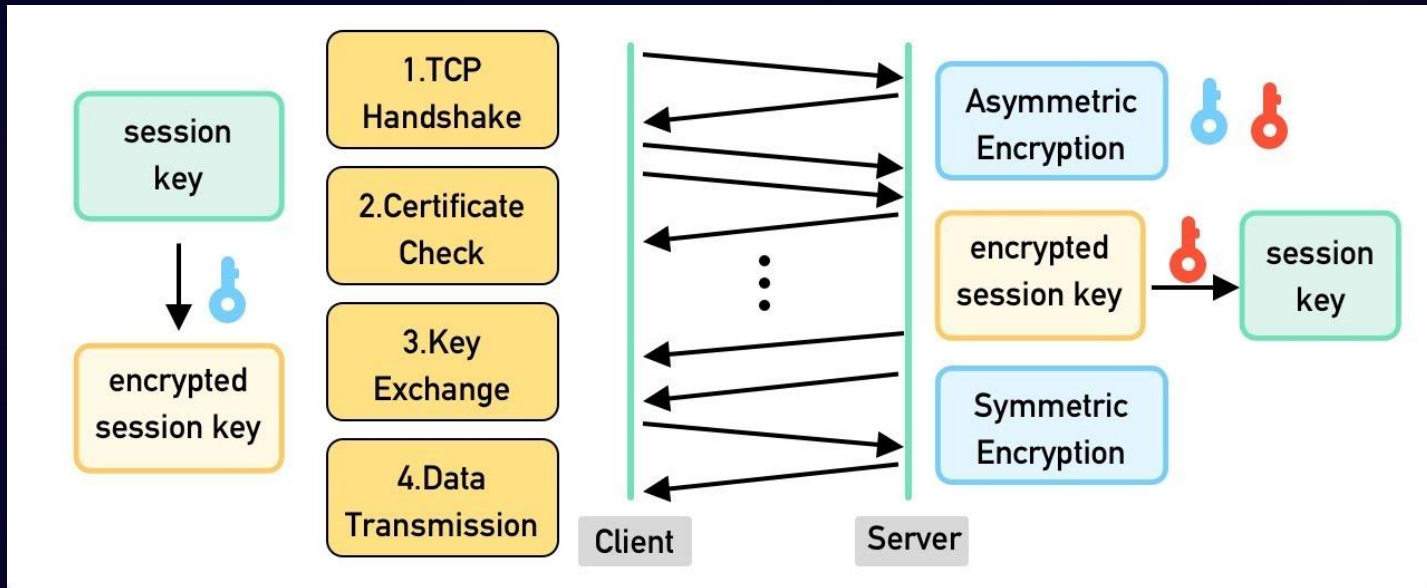 session
key
encrypted
session key
1.TCP
Handshake
2.Certificate
Check
3.Key
Exchange
4.Data
Transmission
Client
Server
Asymmetric
Encryption
encrypted
session key
session
key
Symmetric
Encryption